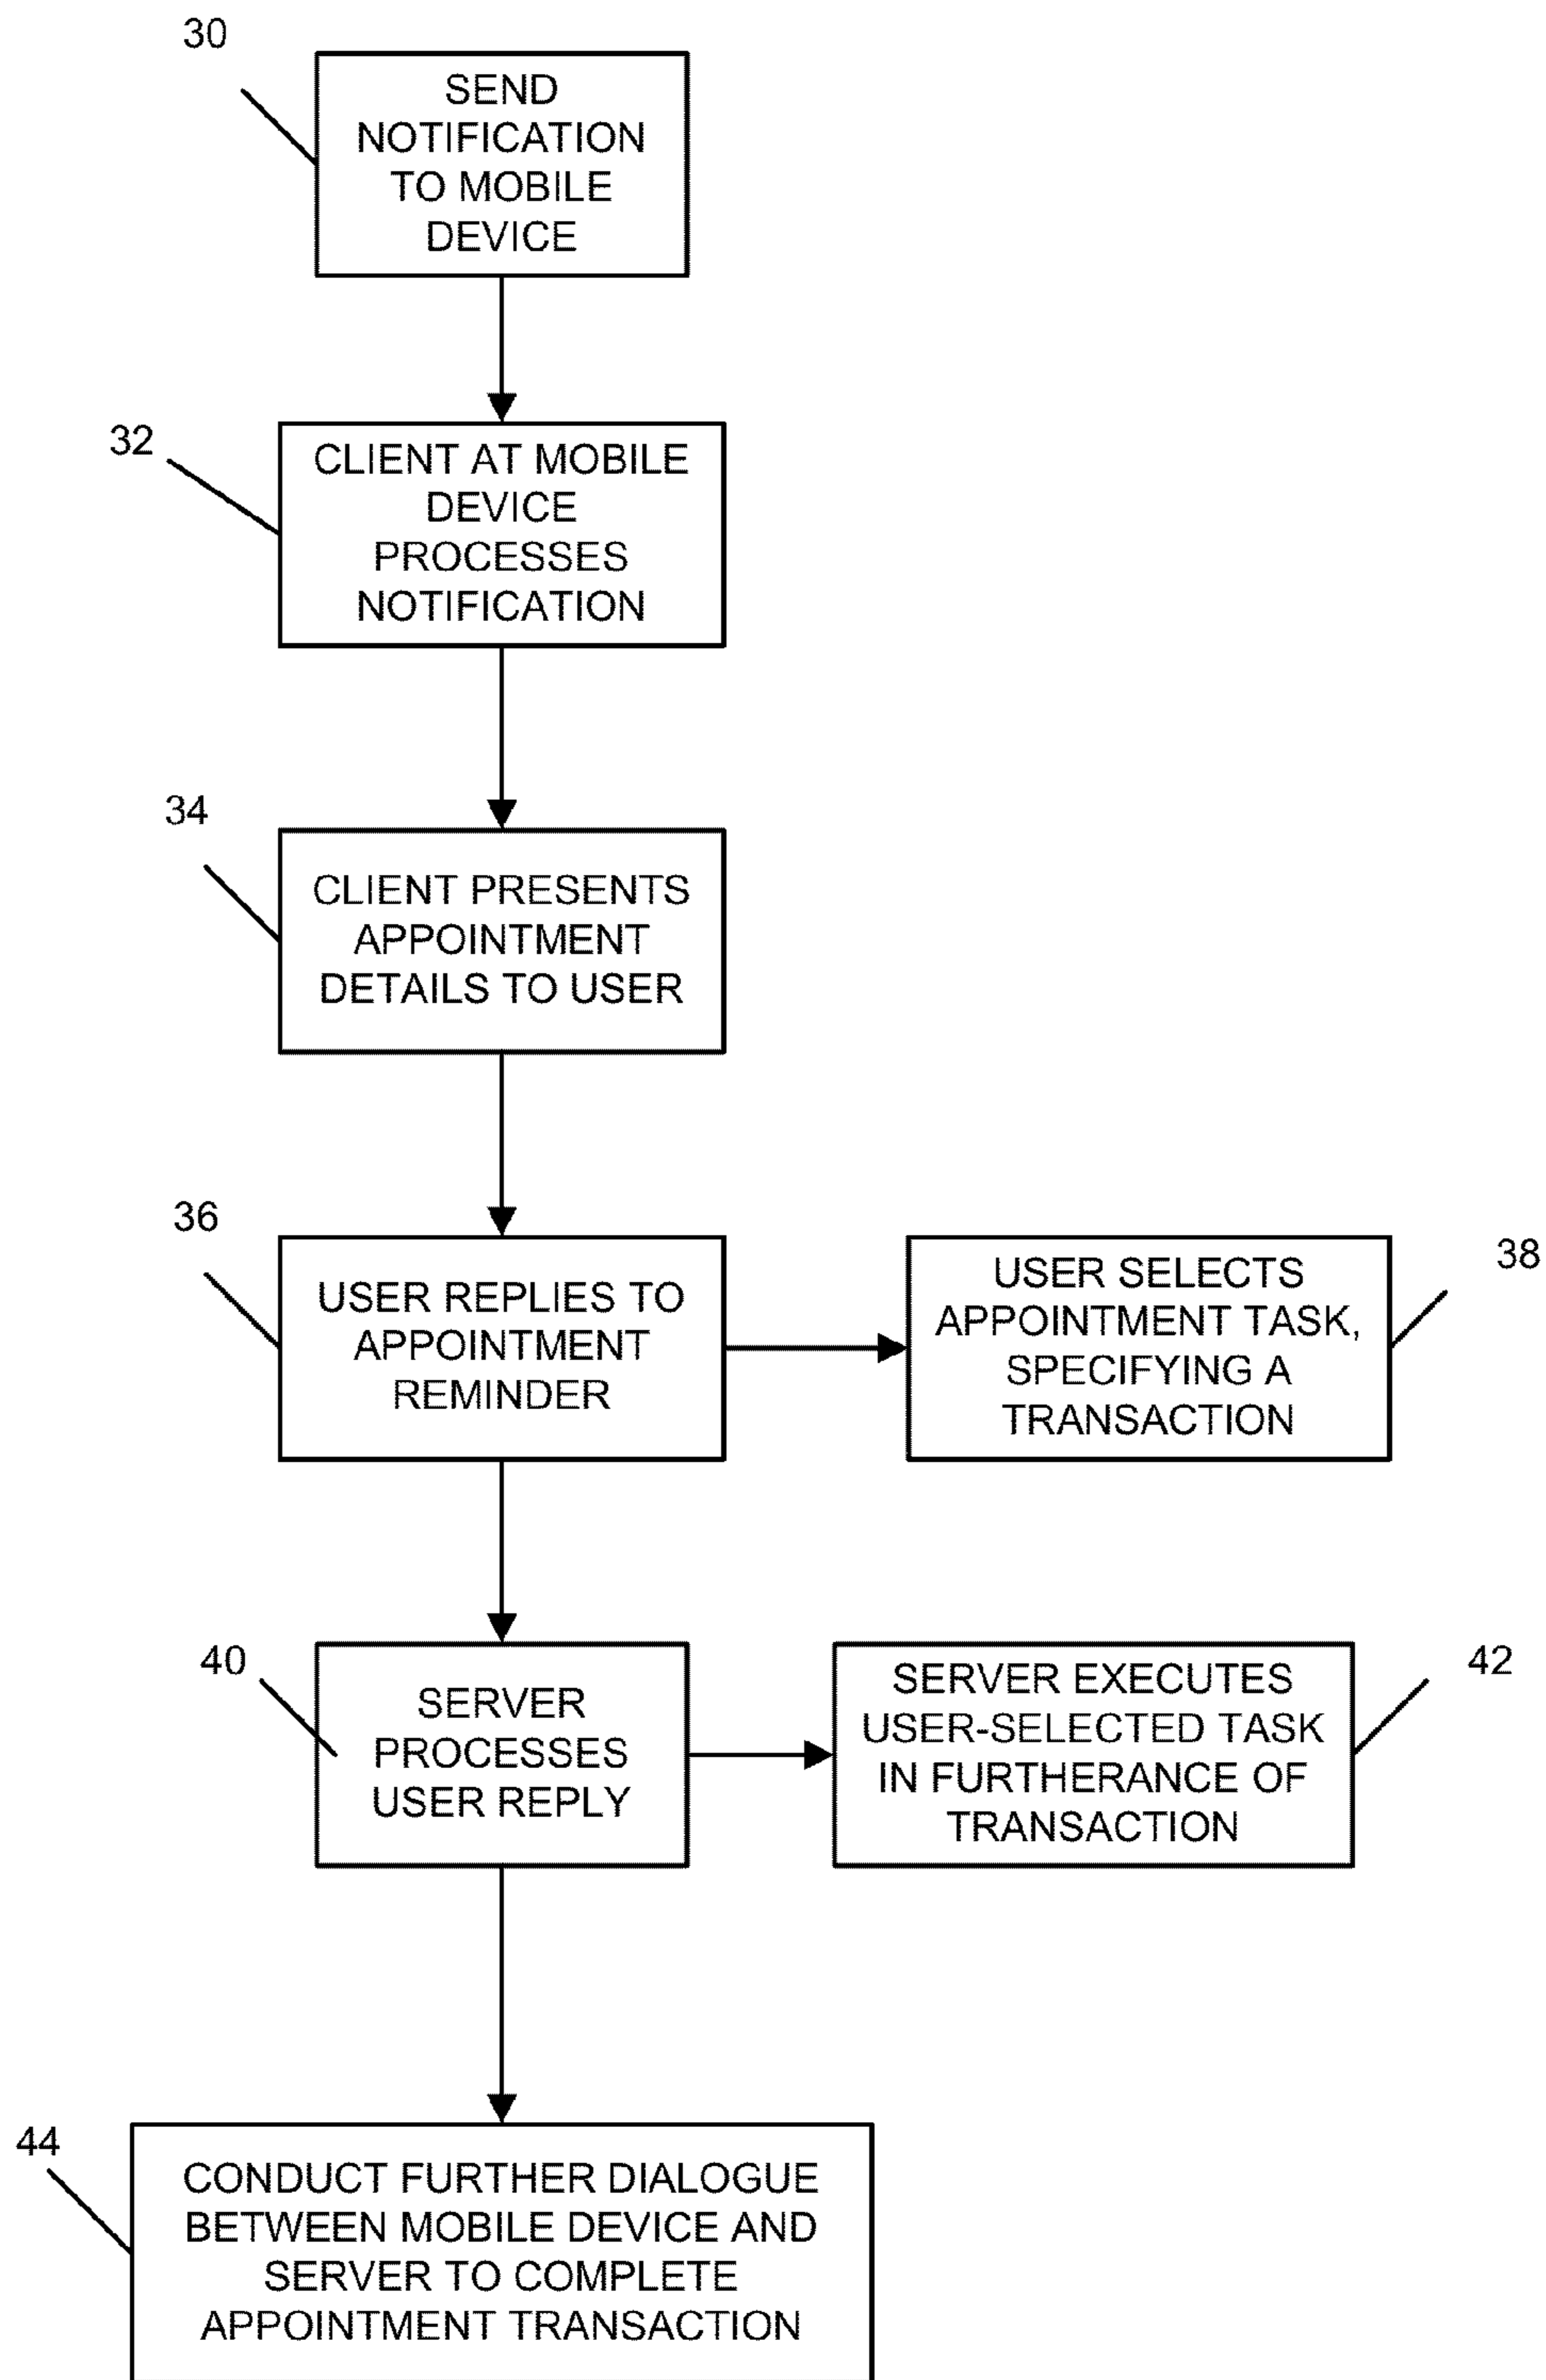 30
SEND
NOTIFICATION
TO MOBILE
DEVICE
32
CLIENT AT MOBILE
DEVICE
PROCESSES
NOTIFICATION
34
CLIENT PRESENTS
APPOINTMENT
DETAILS TO USER
36
USER REPLIES TO
APPOINTMENT
REMINDER
38
USER SELECTS
APPOINTMENT TASK,
SPECIFYING A
TRANSACTION
40
SERVER
PROCESSES
USER REPLY
42
SERVER EXECUTES
USER-SELECTED TASK
IN FURTHERANCE OF
TRANSACTION
44
CONDUCT FURTHER DIALOGUE
BETWEEN MOBILE DEVICE AND
SERVER TO COMPLETE
APPOINTMENT TRANSACTION